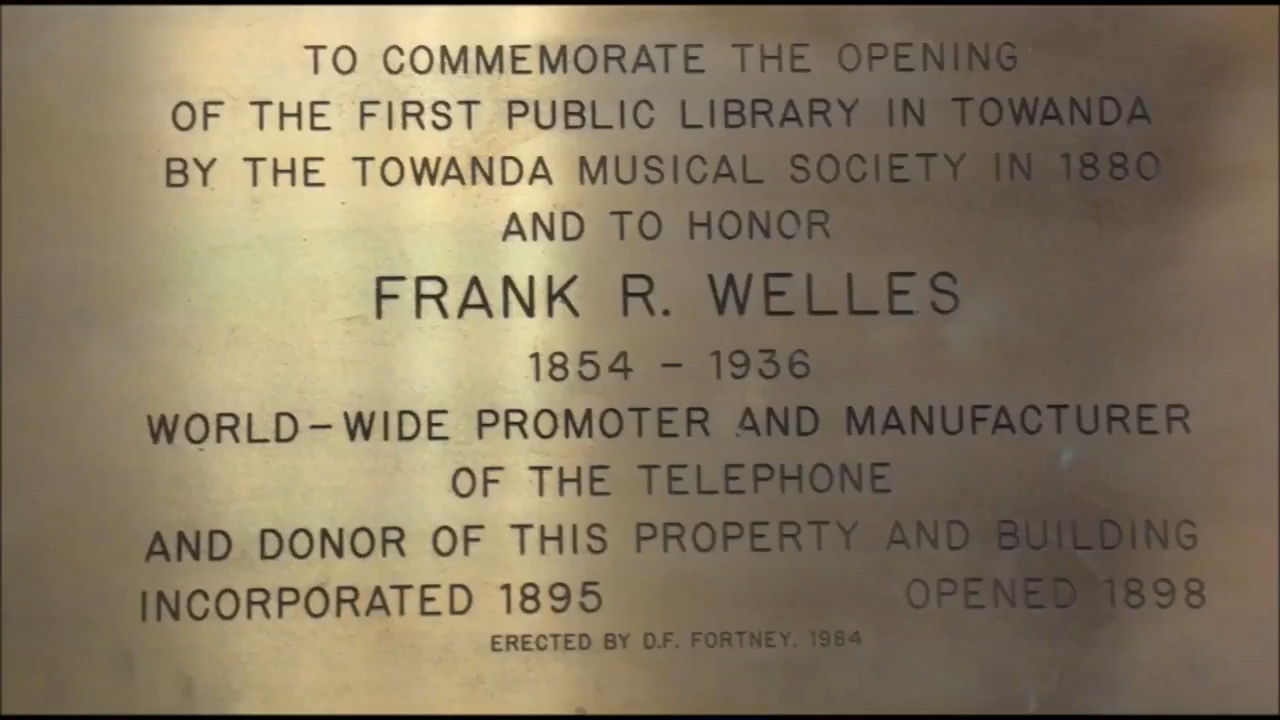 TO COMMEMORATE THE OPENING
OF THE FIRST PUBLIC LIBRARY IN TOWANDA
BY THE TOWANDA MUSICAL SOCIETY IN 1880
AND TO HONOR
FRANK R. WELLES
1854 - 1936
WORLD-WIDE PROMOTER AND MANUFACTURER
OF THE TELEPHONE
AND DONOR OF THIS PROPERTY AND BUILDING
INCORPORATED 1895 OPENED 1898
ERECTED BY D.F. FORTNEY. 1984